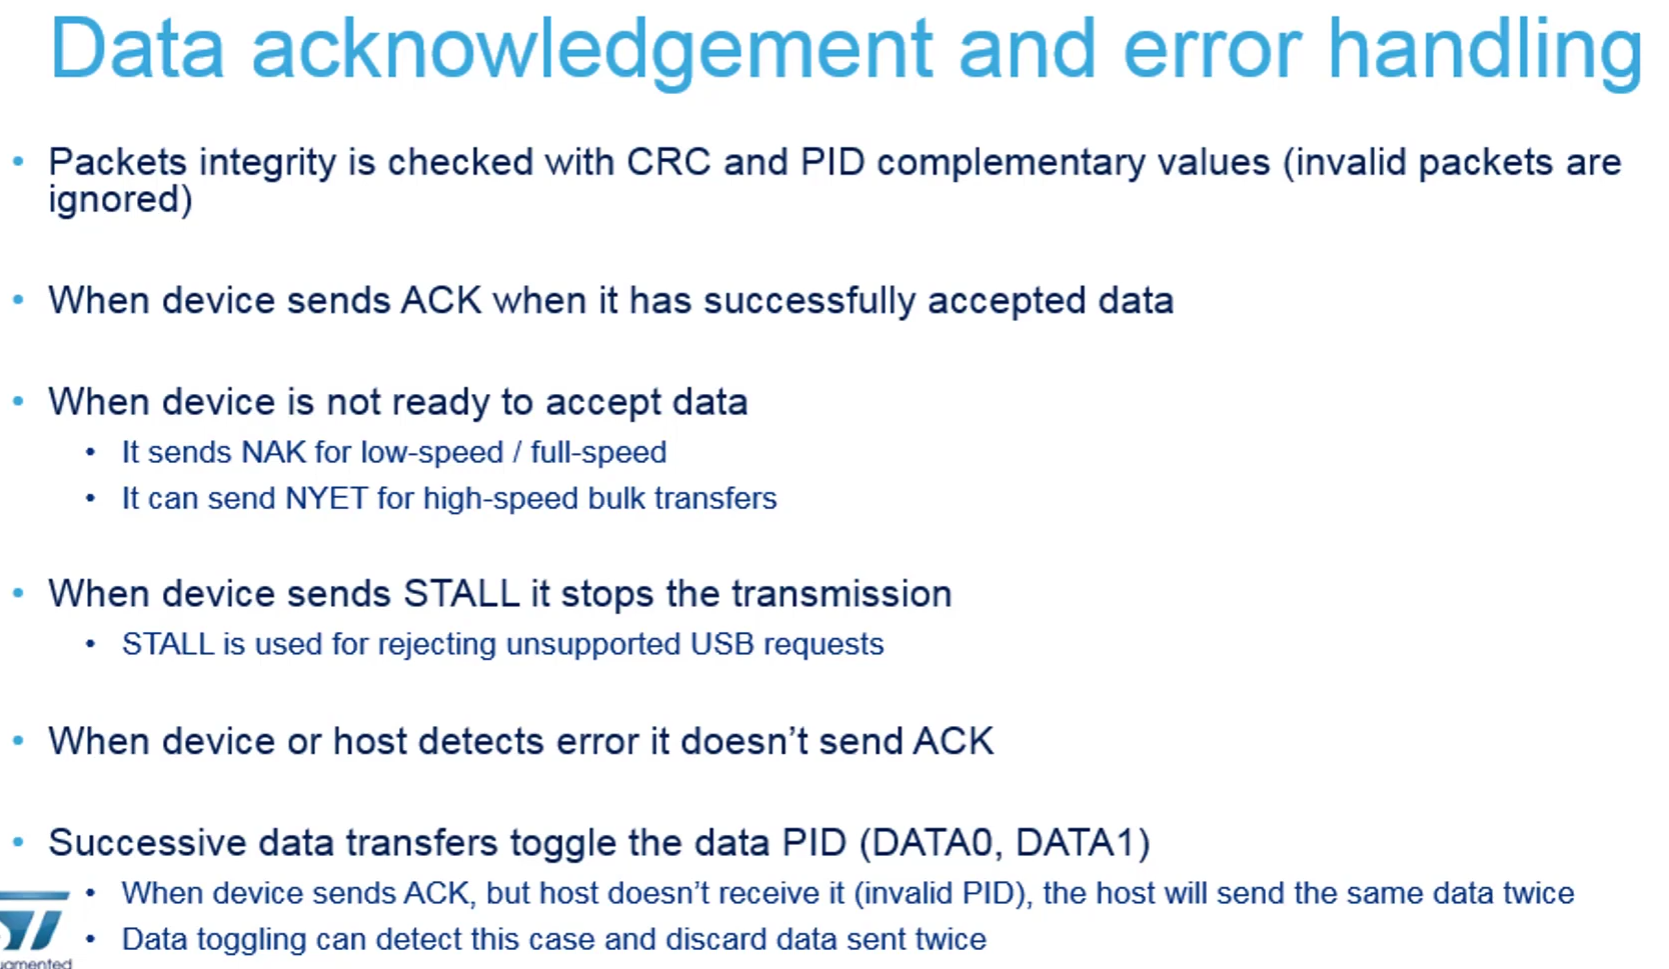 Data acknowledgement and error handling
• Packets integrity is checked with CRC and PID complementary values (invalid packets are
ignored)
• When device sends ACK when it has successfully accepted data
• When device is not ready to accept data
• It sends NAK for low-speed / full-speed
• It can send NYET for high-speed bulk transfers
• When device sends STALL it stops the transmission
• STALL is used for rejecting unsupported USB requests
• When device or host detects error it doesn't send ACK
• Successive data transfers toggle the data PID (DATA0, DATA1)
• When device sends ACK, but host doesn't receive it (invalid PID), the host will send the same data twice
• Data toggling can detect this case and discard data sent twice
ST
ugmented